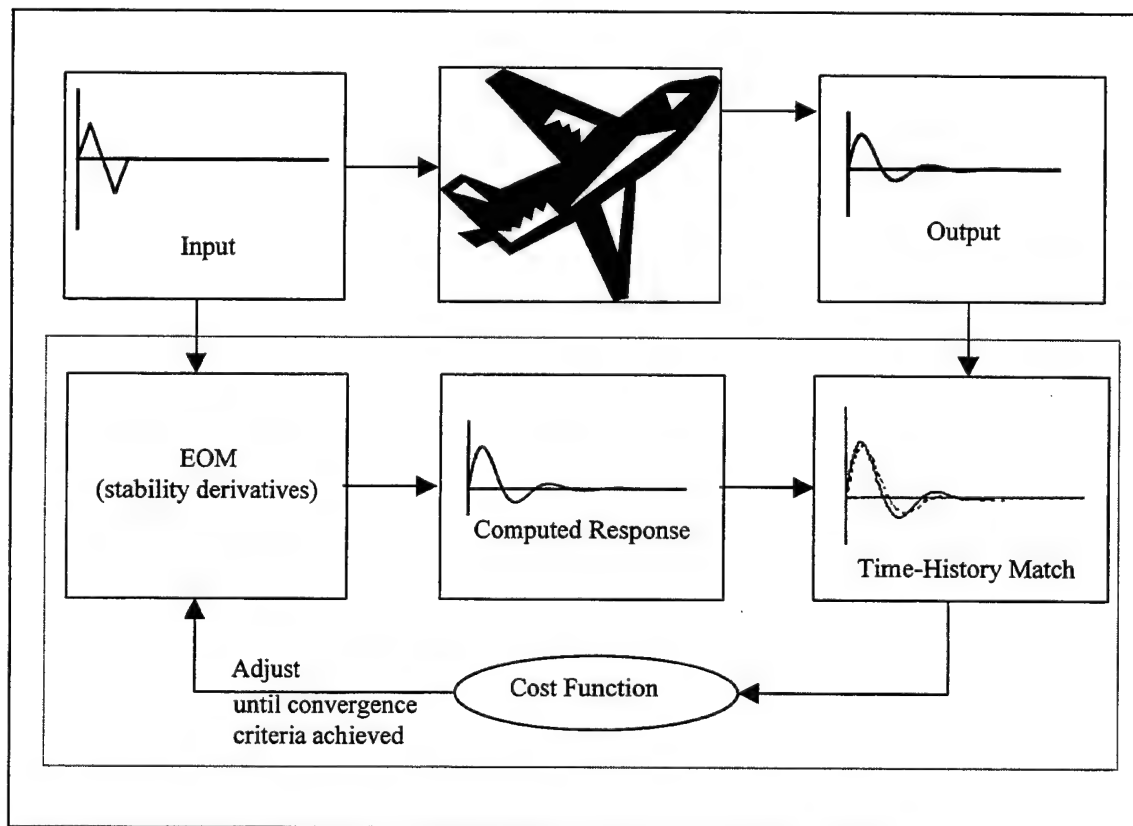 Input
Output
EOM
(stability derivatives)
Computed Response
Time-History Match
Adjust
until convergence
criteria achieved
Cost Function